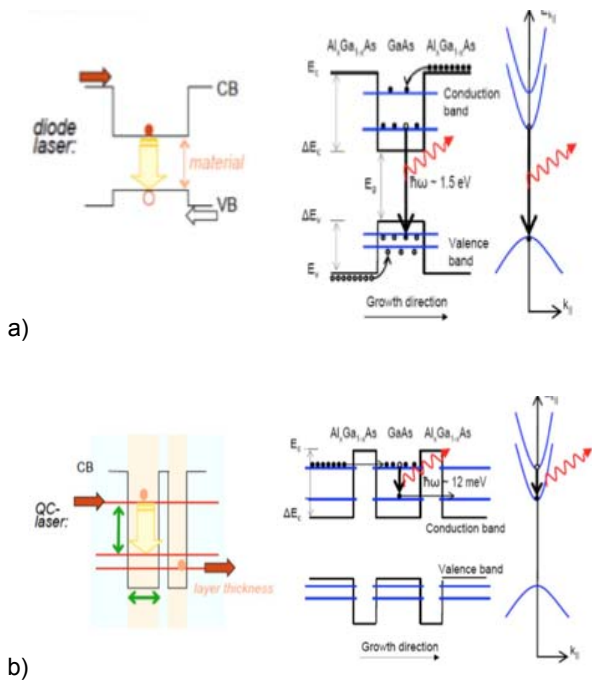 AlxGa1-xAs GaAs AlxGa1-xAs
Ec
CB
diode
laser:
material
VB
Conduction
band
ΔEc
Eg
ħω ~ 1.5 eV
ΔEv
Valence
band
Ev
Growth direction
k||
a)
AlxGa1-xAs GaAs AlxGa1-xAs
Ec
CB
QC-
laser:
ħω ~ 12 meV
ΔEc
Conduction band
layer thickness
Valence band
Growth direction
k||
b)